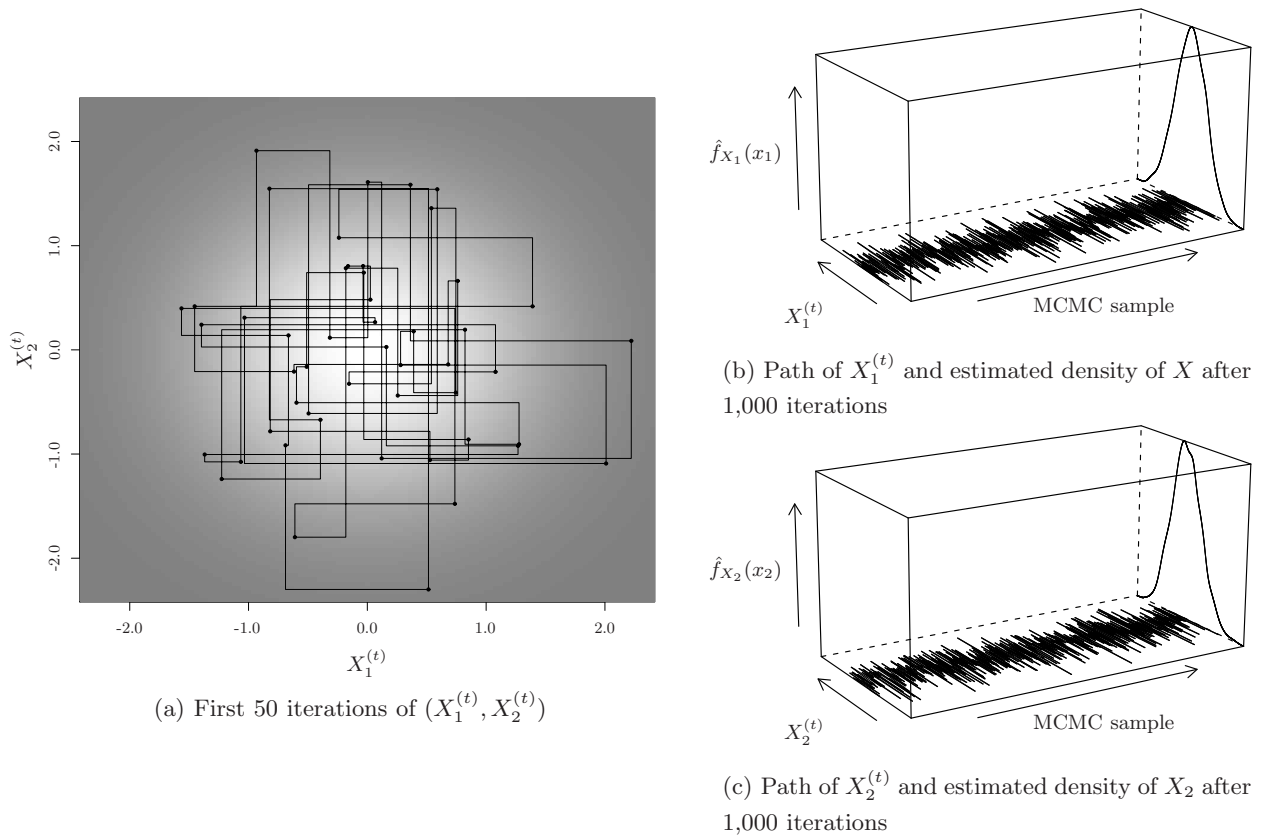 2.0
1.0
0.0
-1.0
-2.0
X_2^{(t)}
-2.0 -1.0 0.0 1.0 2.0
X_1^{(t)}
(a) First 50 iterations of (X_1^{(t)}, X_2^{(t)})
\hat{f}_{X_1}(x_1)
X_1^{(t)}
MCMC sample
(b) Path of X_1^{(t)} and estimated density of X after
1,000 iterations
\hat{f}_{X_2}(x_2)
X_2^{(t)}
MCMC sample
(c) Path of X_2^{(t)} and estimated density of X_2 after
1,000 iterations